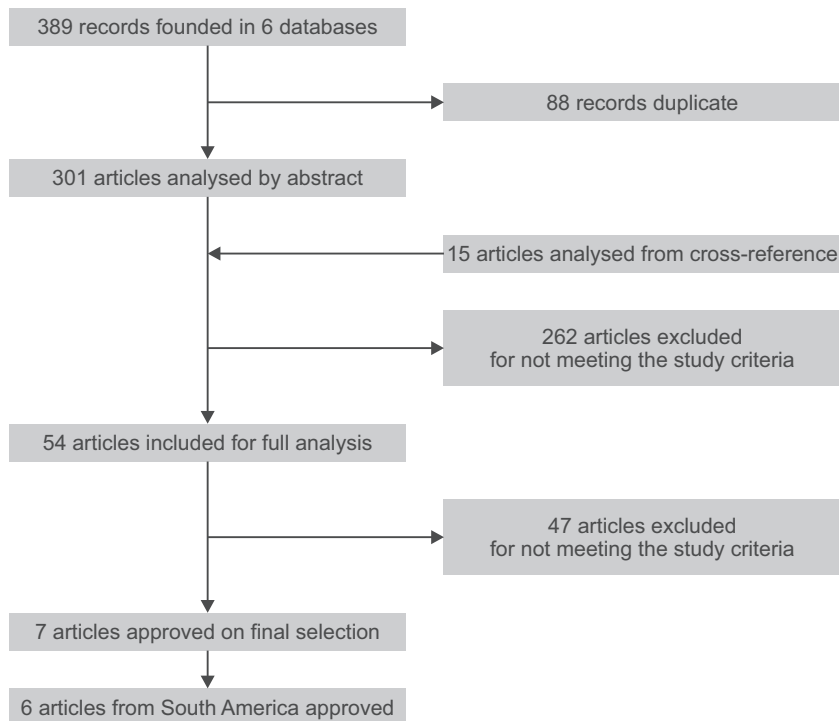 389 records founded in 6 databases
88 records duplicate
301 articles analysed by abstract
15 articles analysed from cross-reference
262 articles excluded
for not meeting the study criteria
54 articles included for full analysis
47 articles excluded
for not meeting the study criteria
7 articles approved on final selection
6 articles from South America approved